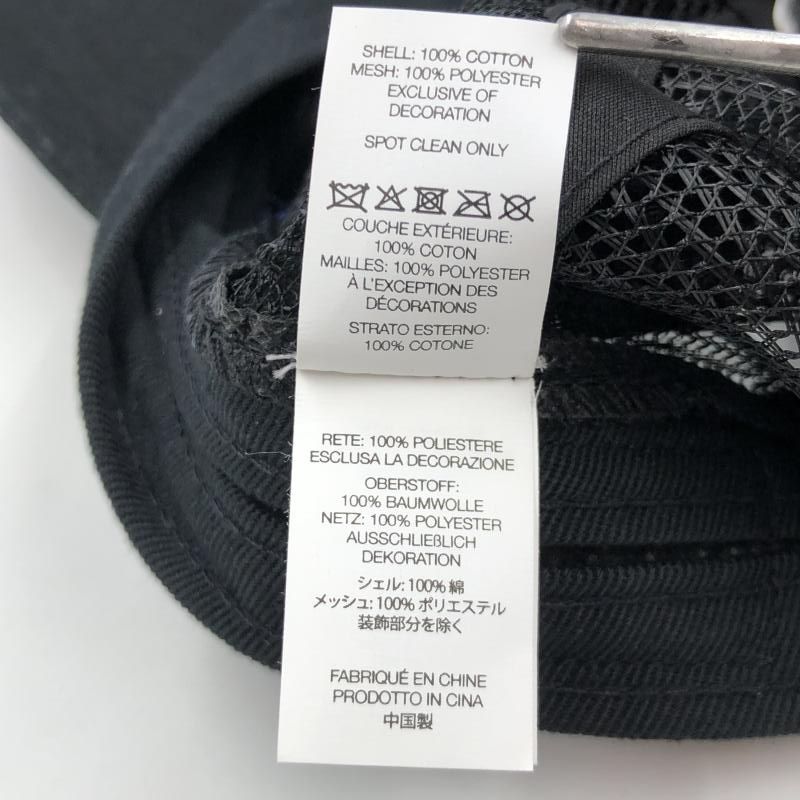 SHELL: 100% COTTON
MESH: 100% POLYESTER
EXCLUSIVE OF
DECORATION
SPOT CLEAN ONLY
COUCHE EXTÉRIEURE:
100% COTON
MAILLES: 100% POLYESTER
À L'EXCEPTION DES
DÉCORATIONS
STRATO ESTERNO:
100% COTONE
RETE: 100% POLIESTERE
ESCLUSA LA DECORAZIONE
OBERSTOFF:
100% BAUMWOLLE
NETZ: 100% POLYESTER
AUSSCHLIEßLICH
DEKORATION
シェル: 100% 綿
メッシュ: 100% ポリエステル
装飾部分を除く
FABRIQUÉ EN CHINE
PRODOTTO IN CINA
中国製